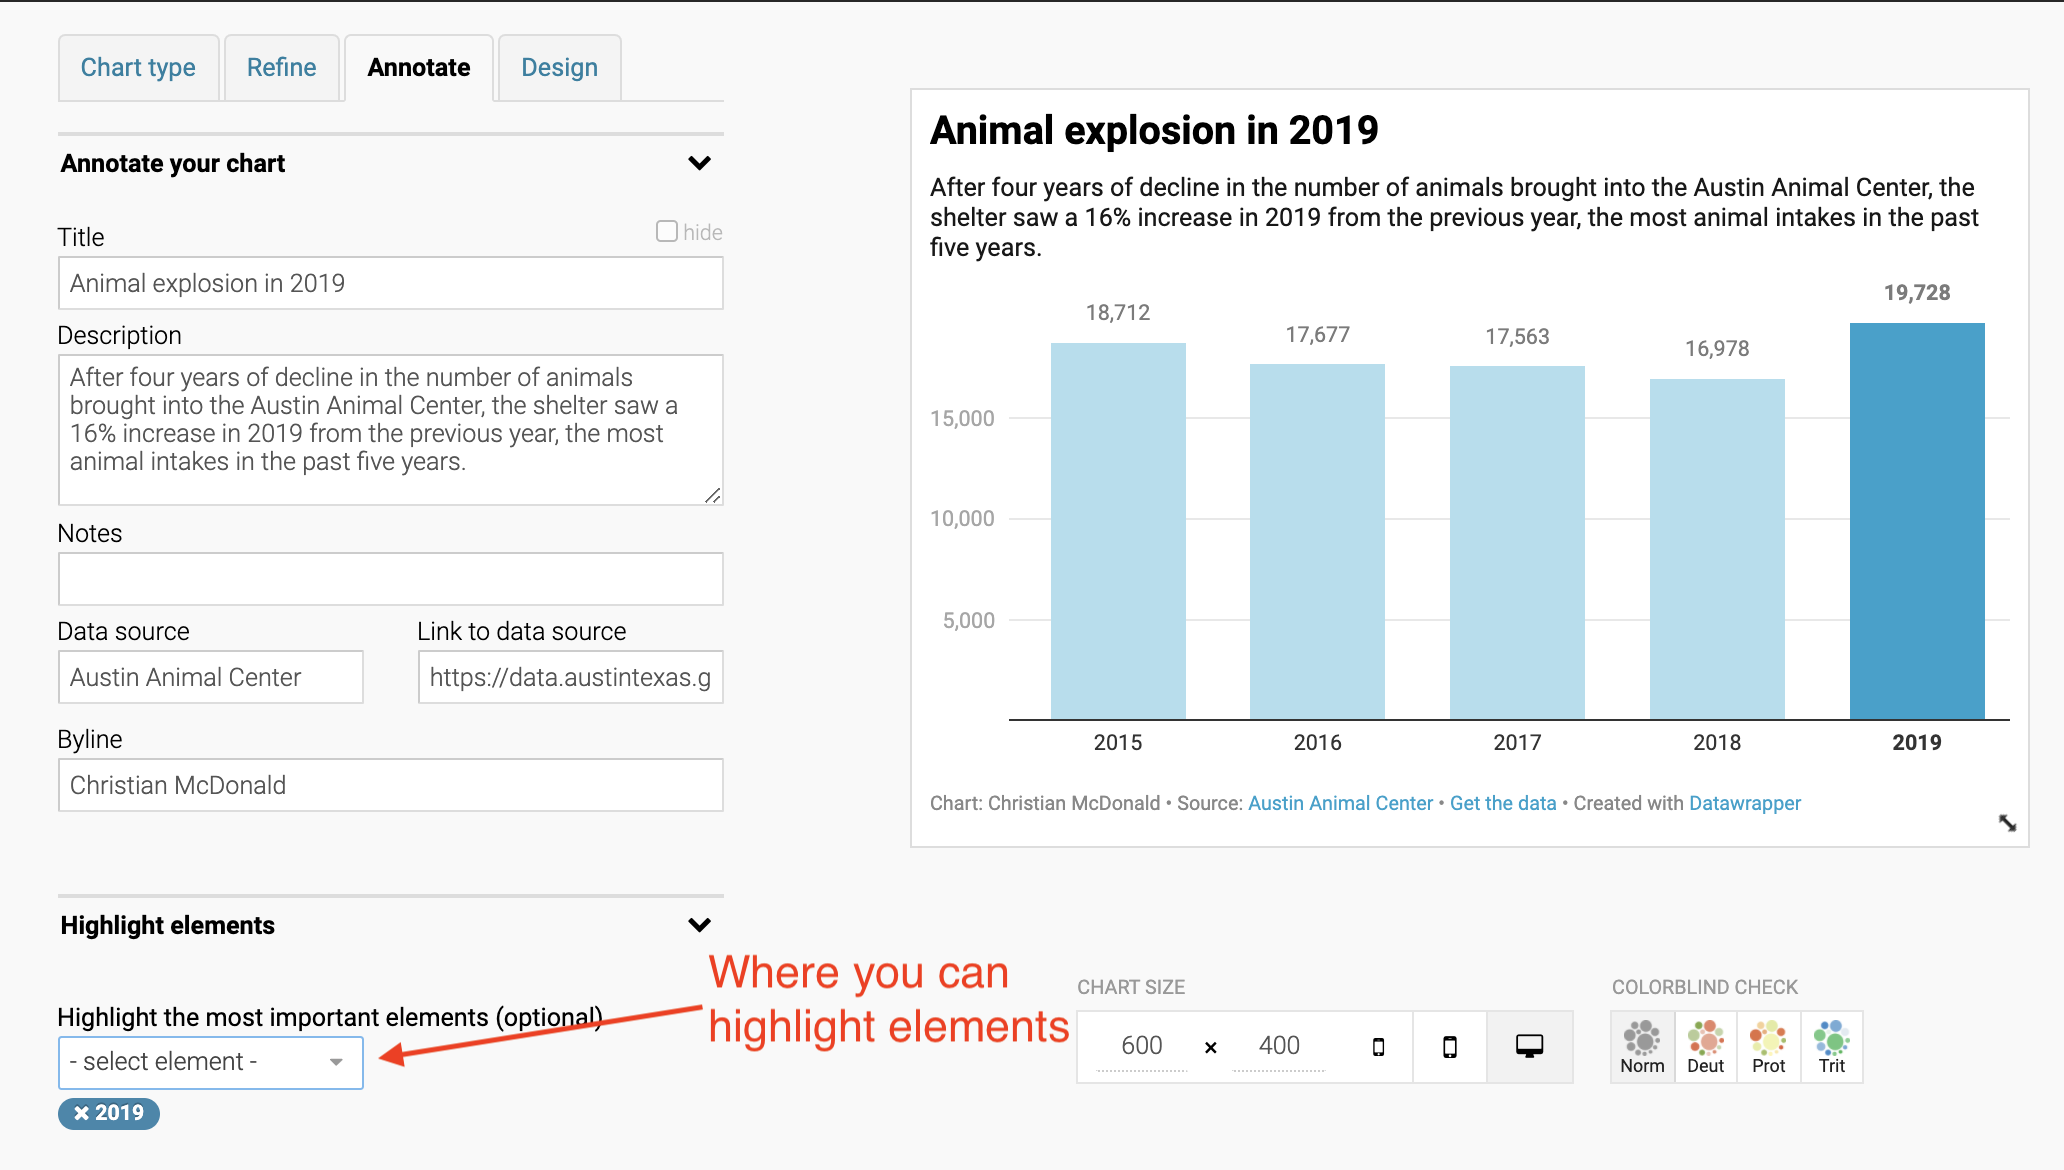 Chart type
Refine
Annotate
Design
Annotate your chart
Title
hide
Animal explosion in 2019
Description
After four years of decline in the number of animals
brought into the Austin Animal Center, the shelter saw a
16% increase in 2019 from the previous year, the most
animal intakes in the past five years.
Notes
Data source
Link to data source
Austin Animal Center
https://data.austintexas.g
Byline
Christian McDonald
Highlight elements
Highlight the most important elements (optional)
- select element -
2019
Where you can
highlight elements
Animal explosion in 2019
After four years of decline in the number of animals brought into the Austin Animal Center, the
shelter saw a 16% increase in 2019 from the previous year, the most animal intakes in the past
five years.
18,712
17,677
17,563
16,978
19,728
15,000
10,000
5,000
2015
2016
2017
2018
2019
Chart: Christian McDonald • Source: Austin Animal Center • Get the data • Created with Datawrapper
CHART SIZE
600 × 400
COLORBLIND CHECK
Norm
Deut
Prot
Trit